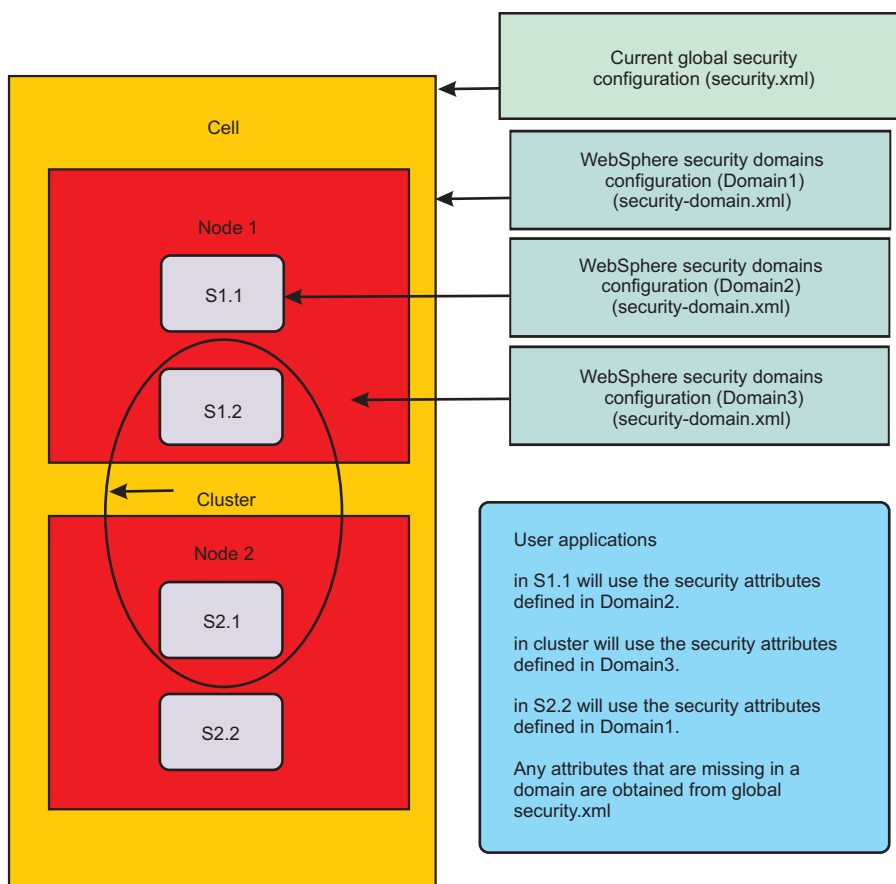 Current global security
configuration (security.xml)
Cell
WebSphere security domains
configuration (Domain1)
(security-domain.xml)
Node 1
WebSphere security domains
configuration (Domain2)
(security-domain.xml)
S1.1
WebSphere security domains
configuration (Domain3)
(security-domain.xml)
S1.2
Cluster
Node 2
S2.1
S2.2
User applications
in S1.1 will use the security attributes
defined in Domain2.
in cluster will use the security attributes
defined in Domain3.
in S2.2 will use the security attributes
defined in Domain1.
Any attributes that are missing in a
domain are obtained from global
security.xml